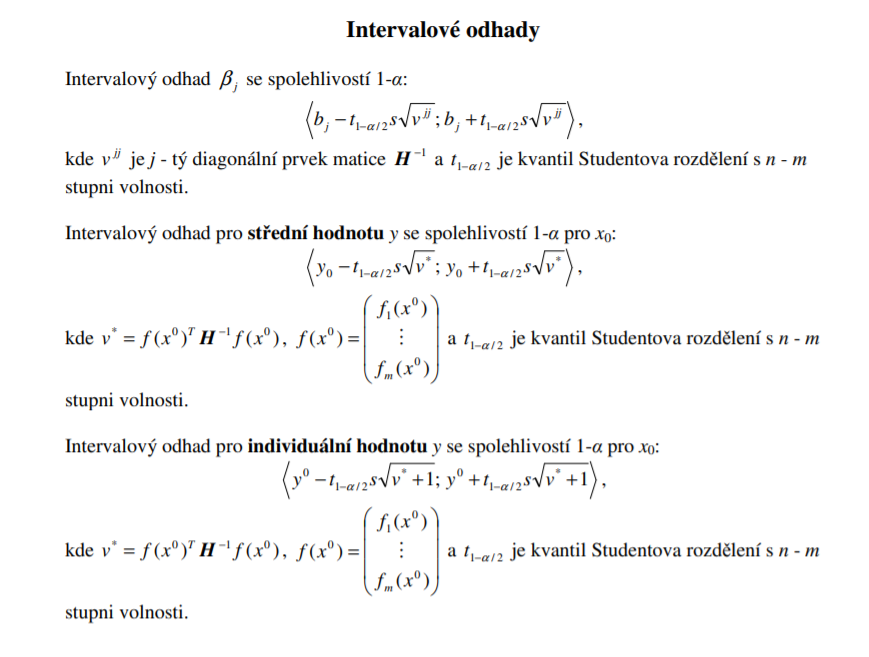 Intervalové odhady
Intervalový odhad β_j se spolehlivostí 1-α:
⟨b_j − t_{1−α/2} s√(v^{jj}) ; b_j + t_{1−α/2} s√(v^{jj})⟩,
kde v^{jj} je j - tý diagonální prvek matice H^{−1} a t_{1−α/2} je kvantil Studentova rozdělení s n - m
stupni volnosti.
Intervalový odhad pro střední hodnotu y se spolehlivostí 1-α pro x_0:
⟨y_0 − t_{1−α/2} s√(v^*) ; y_0 + t_{1−α/2} s√(v^*)⟩,
kde v^* = f(x^0)^T H^{−1} f(x^0), f(x^0) = (f_1(x^0) ⋮ f_m(x^0)) a t_{1−α/2} je kvantil Studentova rozdělení s n - m
stupni volnosti.
Intervalový odhad pro individuální hodnotu y se spolehlivostí 1-α pro x_0:
⟨y^0 − t_{1−α/2} s√(v^* + 1); y^0 + t_{1−α/2} s√(v^* + 1)⟩,
kde v^* = f(x^0)^T H^{−1} f(x^0), f(x^0) = (f_1(x^0) ⋮ f_m(x^0)) a t_{1−α/2} je kvantil Studentova rozdělení s n - m
stupni volnosti.